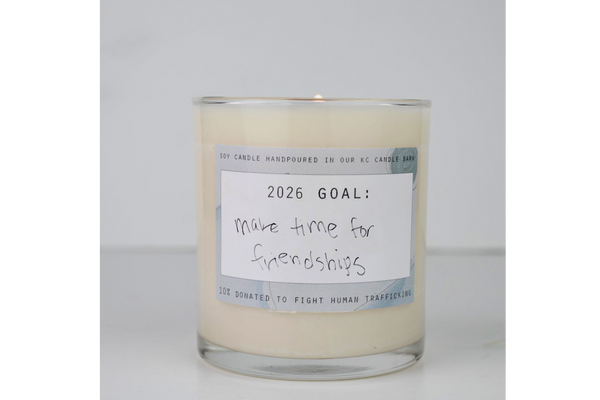 SOY CANDLE HANDPOURED IN OUR KC CANDLE BARN
2026 GOAL:
make time for
friendships
10% DONATED TO FIGHT HUMAN TRAFFICKING